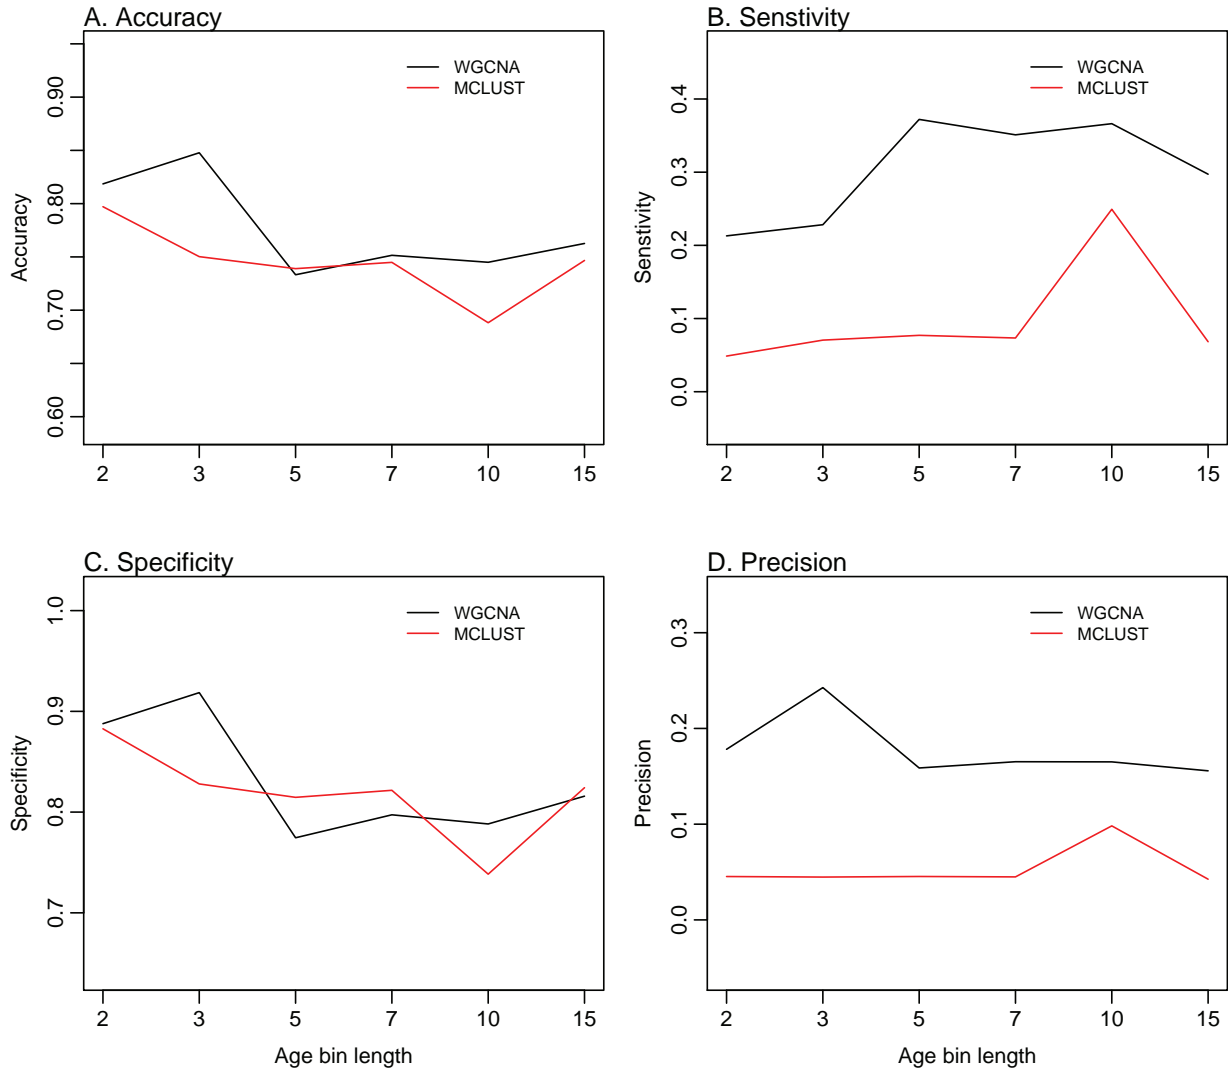 A. Accuracy
WGCNA
MCLUST
Accuracy
0.90
0.80
0.70
0.60
2 3 5 7 10 15
B. Senstivity
WGCNA
MCLUST
Senstivity
0.4
0.3
0.2
0.1
0.0
2 3 5 7 10 15
C. Specificity
WGCNA
MCLUST
Specificity
1.0
0.9
0.8
0.7
2 3 5 7 10 15
Age bin length
D. Precision
WGCNA
MCLUST
Precision
0.3
0.2
0.1
0.0
2 3 5 7 10 15
Age bin length